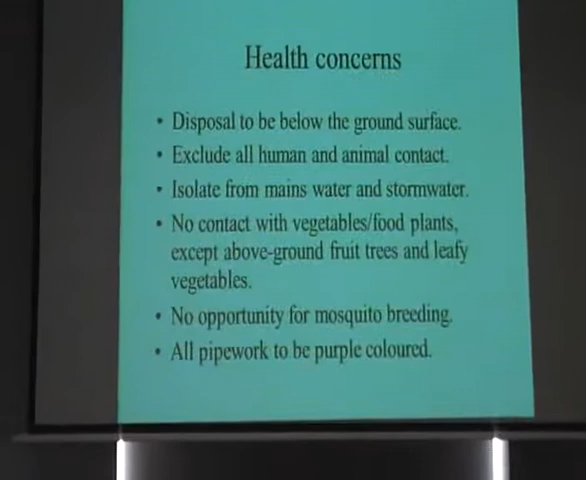 Health concerns
• Disposal to be below the ground surface.
• Exclude all human and animal contact.
• Isolate from mains water and stormwater.
• No contact with vegetables/food plants,
except above-ground fruit trees and leafy
vegetables.
• No opportunity for mosquito breeding.
• All pipework to be purple coloured.